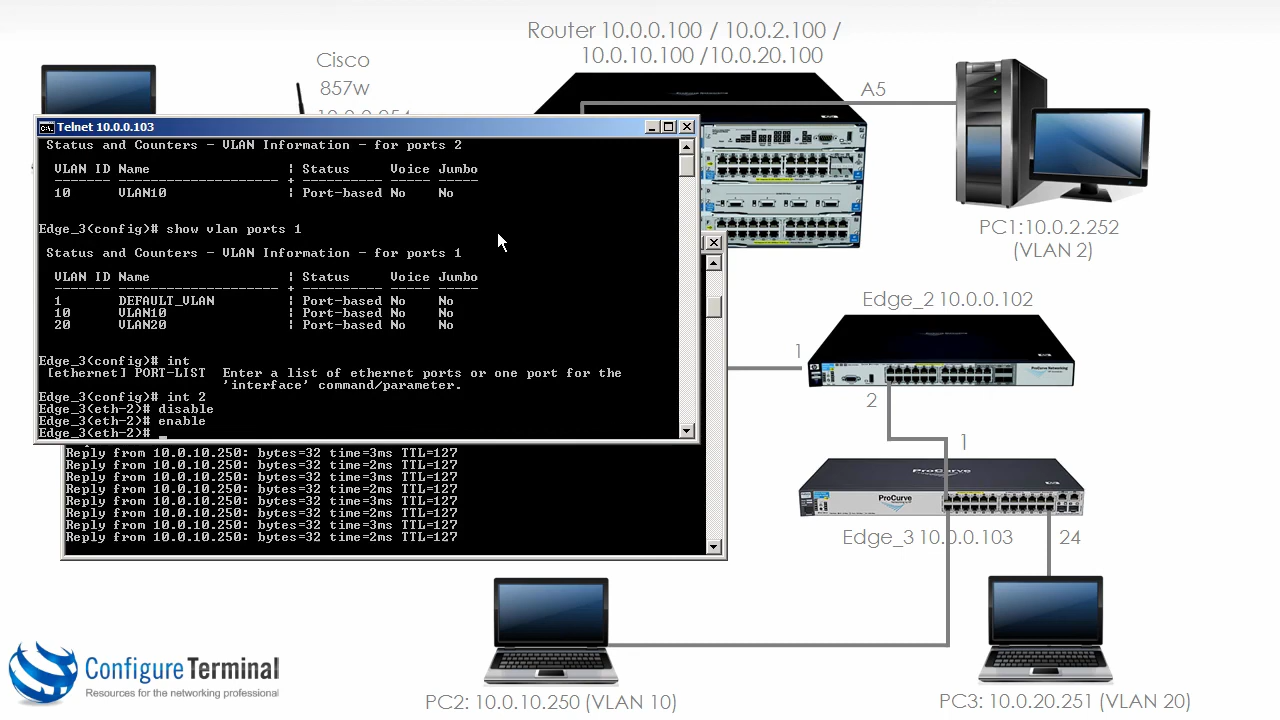 Router 10.0.0.100 / 10.0.2.100 /
10.0.10.100 /10.0.20.100
Cisco
857w
A5
Telnet 10.0.0.103
Status and Counters - VLAN Information - for ports 2
VLAN ID Name | Status Voice Jumbo
10 VLAN10 | Port-based No No
Edge_3(config)# show vlan ports 1
Status and Counters - VLAN Information - for ports 1
VLAN ID Name | Status Voice Jumbo
1 DEFAULT_VLAN | Port-based No No
10 VLAN10 | Port-based No No
20 VLAN20 | Port-based No No
Edge_3(config)# int
[ethernet] PORT-LIST Enter a list of ethernet ports or one port for the
'interface' command/parameter.
Edge_3(config)# int 2
Edge_3(eth-2)# disable
Edge_3(eth-2)# enable
Edge_3(eth-2)# _
Reply from 10.0.10.250: bytes=32 time=3ms TTL=127
Reply from 10.0.10.250: bytes=32 time=2ms TTL=127
Reply from 10.0.10.250: bytes=32 time=3ms TTL=127
Reply from 10.0.10.250: bytes=32 time=2ms TTL=127
Reply from 10.0.10.250: bytes=32 time=3ms TTL=127
Reply from 10.0.10.250: bytes=32 time=2ms TTL=127
Reply from 10.0.10.250: bytes=32 time=3ms TTL=127
Reply from 10.0.10.250: bytes=32 time=2ms TTL=127
PC1:10.0.2.252
(VLAN 2)
Edge_2 10.0.0.102
1
ProCurve Networking
2
1
ProCurve
ProCurve
Edge_3 10.0.0.103
24
PC2: 10.0.10.250 (VLAN 10)
PC3: 10.0.20.251 (VLAN 20)
Configure Terminal
Resources for the networking professional